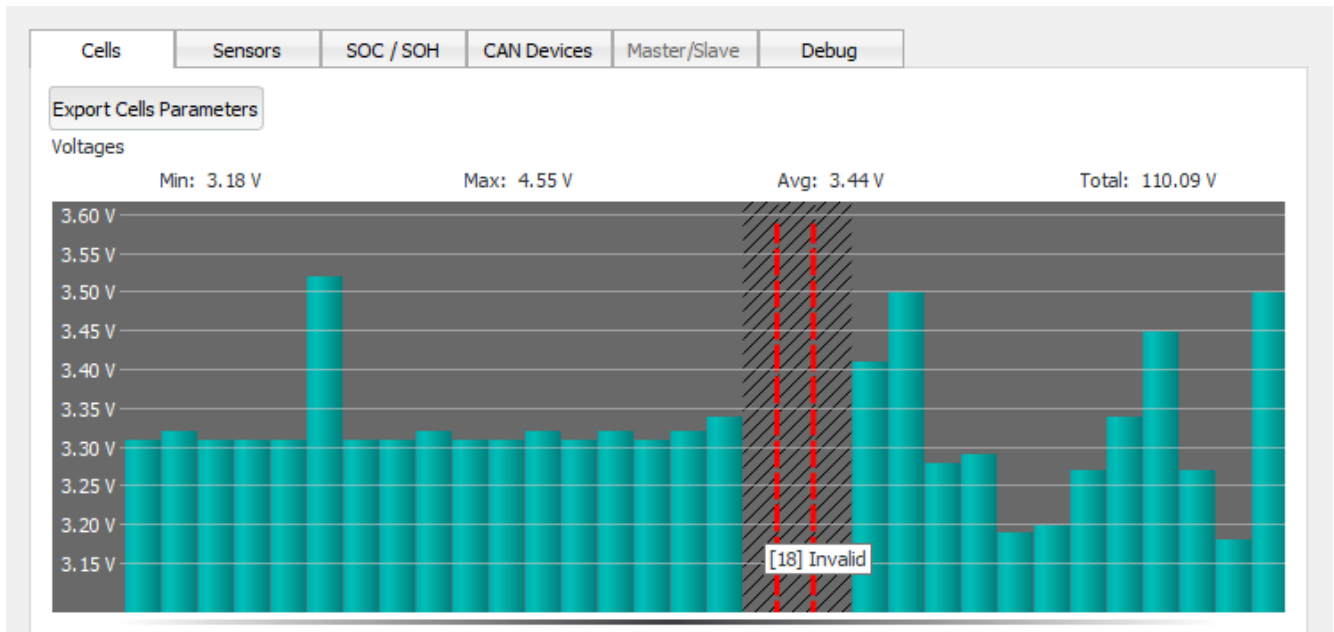 Cells Sensors SOC / SOH CAN Devices Master/Slave Debug
Export Cells Parameters
Voltages
Min: 3.18 V Max: 4.55 V Avg: 3.44 V Total: 110.09 V
3.60 V
3.55 V
3.50 V
3.45 V
3.40 V
3.35 V
3.30 V
3.25 V
3.20 V
3.15 V
[18] Invalid